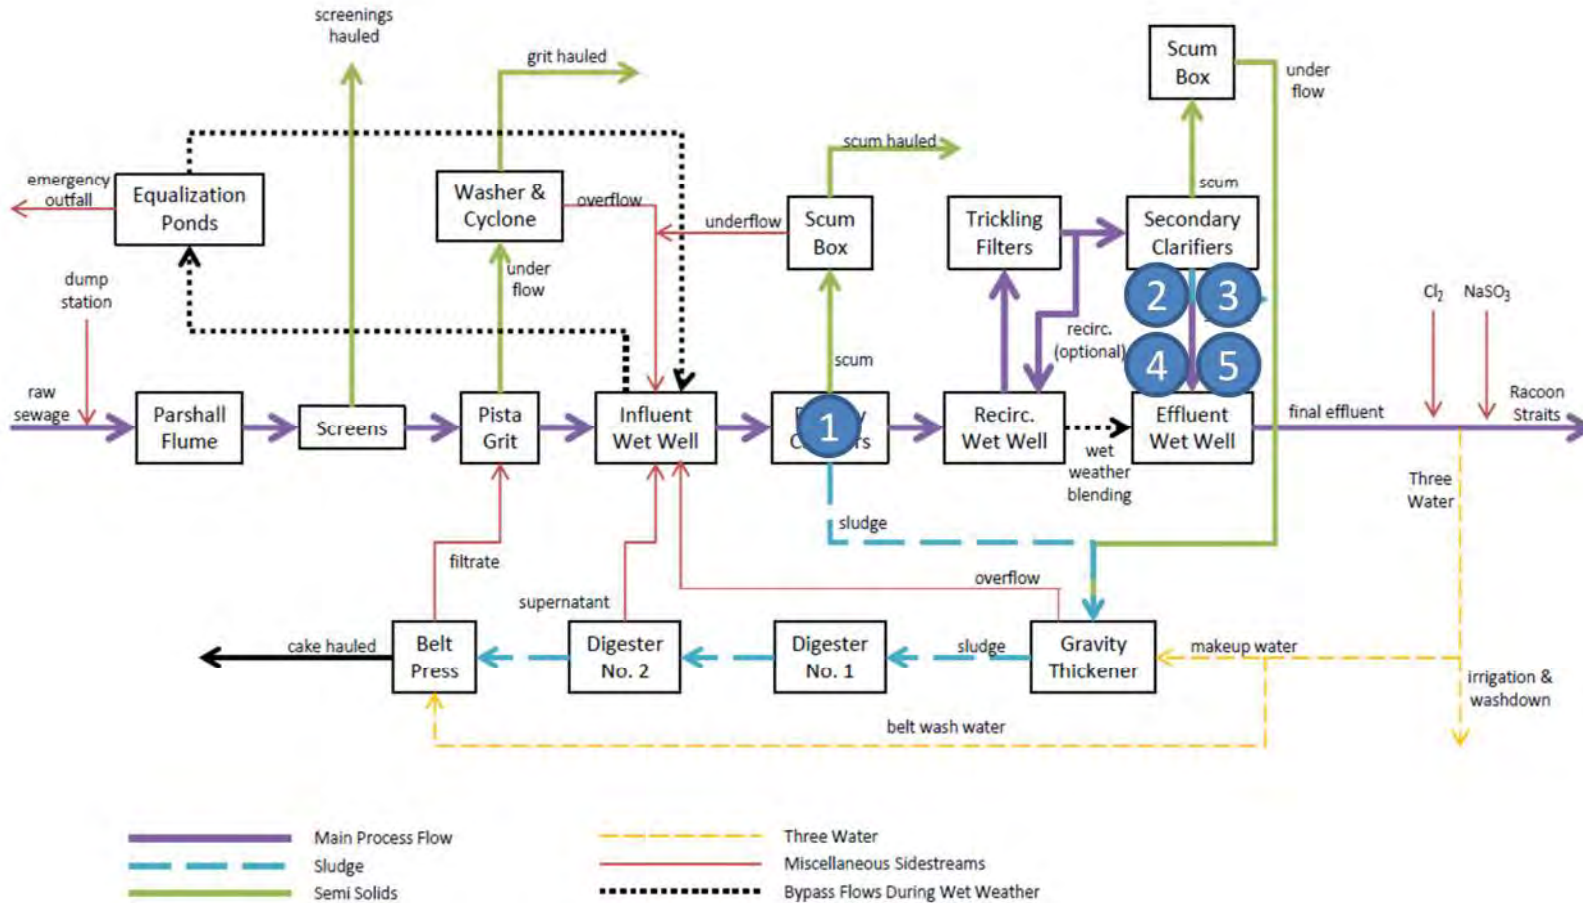 screenings
hauled
grit hauled
Scum
Box
under
flow
scum hauled
emergency
outfall
Equalization
Ponds
Washer &
Cyclone
overflow
underflow
Scum
Box
Trickling
Filters
scum
Secondary
Clarifiers
dump
station
under
flow
2
3
Cl₂
NaSO₃
recirc.
(optional)
scum
4
5
raw
sewage
Parshall
Flume
Screens
Pista
Grit
Influent
Wet Well
1
Recirc.
Wet Well
Effluent
Wet Well
final effluent
Racoon
Straits
wet
weather
blending
Three
Water
sludge
filtrate
supernatant
overflow
cake hauled
Belt
Press
Digester
No. 2
Digester
No. 1
sludge
Gravity
Thickener
makeup water
irrigation &
washdown
belt wash water
Main Process Flow
Sludge
Semi Solids
Three Water
Miscellaneous Sidestreams
Bypass Flows During Wet Weather